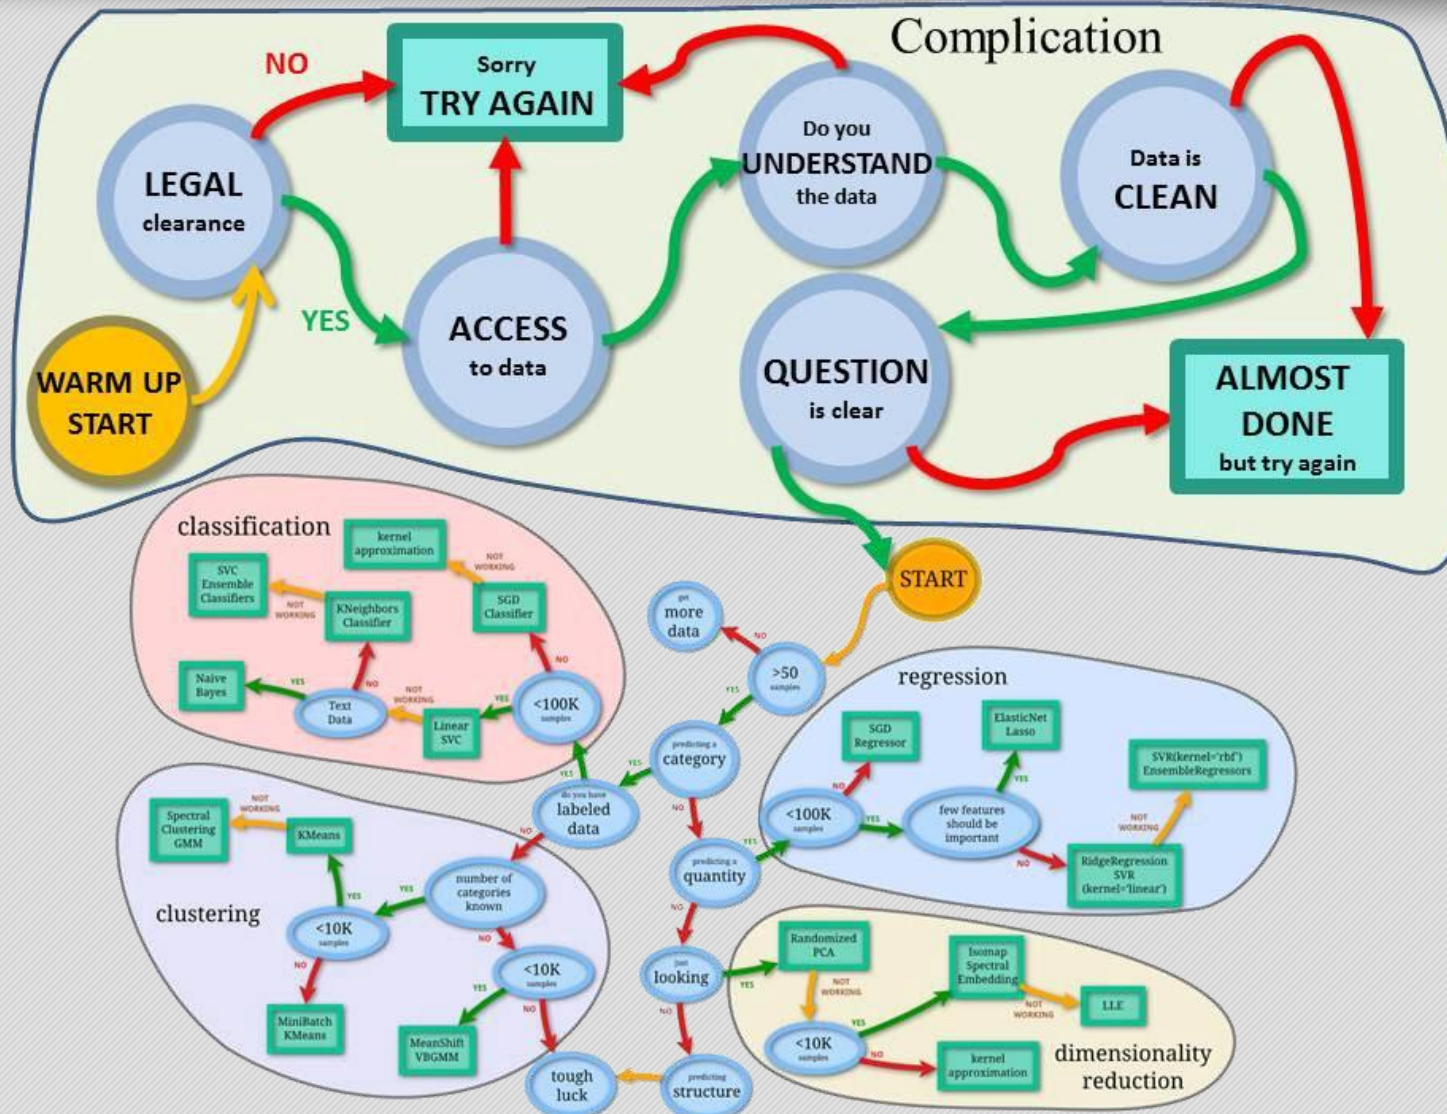 Complication
NO
Sorry
TRY AGAIN
LEGAL
clearance
YES
WARM UP
START
ACCESS
to data
Do you
UNDERSTAND
the data
Data is
CLEAN
QUESTION
is clear
ALMOST
DONE
but try again
START
classification
kernel
approximation
NOT
WORKING
SVC
Ensemble
Classifiers
NOT
WORKING
KNeighbors
Classifier
SGD
Classifier
NO
Naive
Bayes
YES
Text
Data
NO
NOT
WORKING
Linear
SVC
YES
<100K
samples
YES
get
more
data
NO
>50
samples
YES
predicting a
category
YES
do you have
labeled
data
NO
NO
predicting a
quantity
YES
NO
just
looking
YES
NO
predicting
structure
tough
luck
regression
SGD
Regressor
NO
<100K
samples
YES
ElasticNet
Lasso
YES
few features
should be
important
NO
SVR(kernel='rbf')
EnsembleRegressors
NOT
WORKING
RidgeRegression
SVR
(kernel='linear')
clustering
Spectral
Clustering
GMM
NOT
WORKING
KMeans
YES
<10K
samples
YES
number of
categories
known
NO
NO
MiniBatch
KMeans
<10K
samples
YES
NO
MeanShift
VBGMM
Randomized
PCA
NOT
WORKING
<10K
samples
YES
NO
Isomap
Spectral
Embedding
NOT
WORKING
LLE
kernel
approximation
dimensionality
reduction